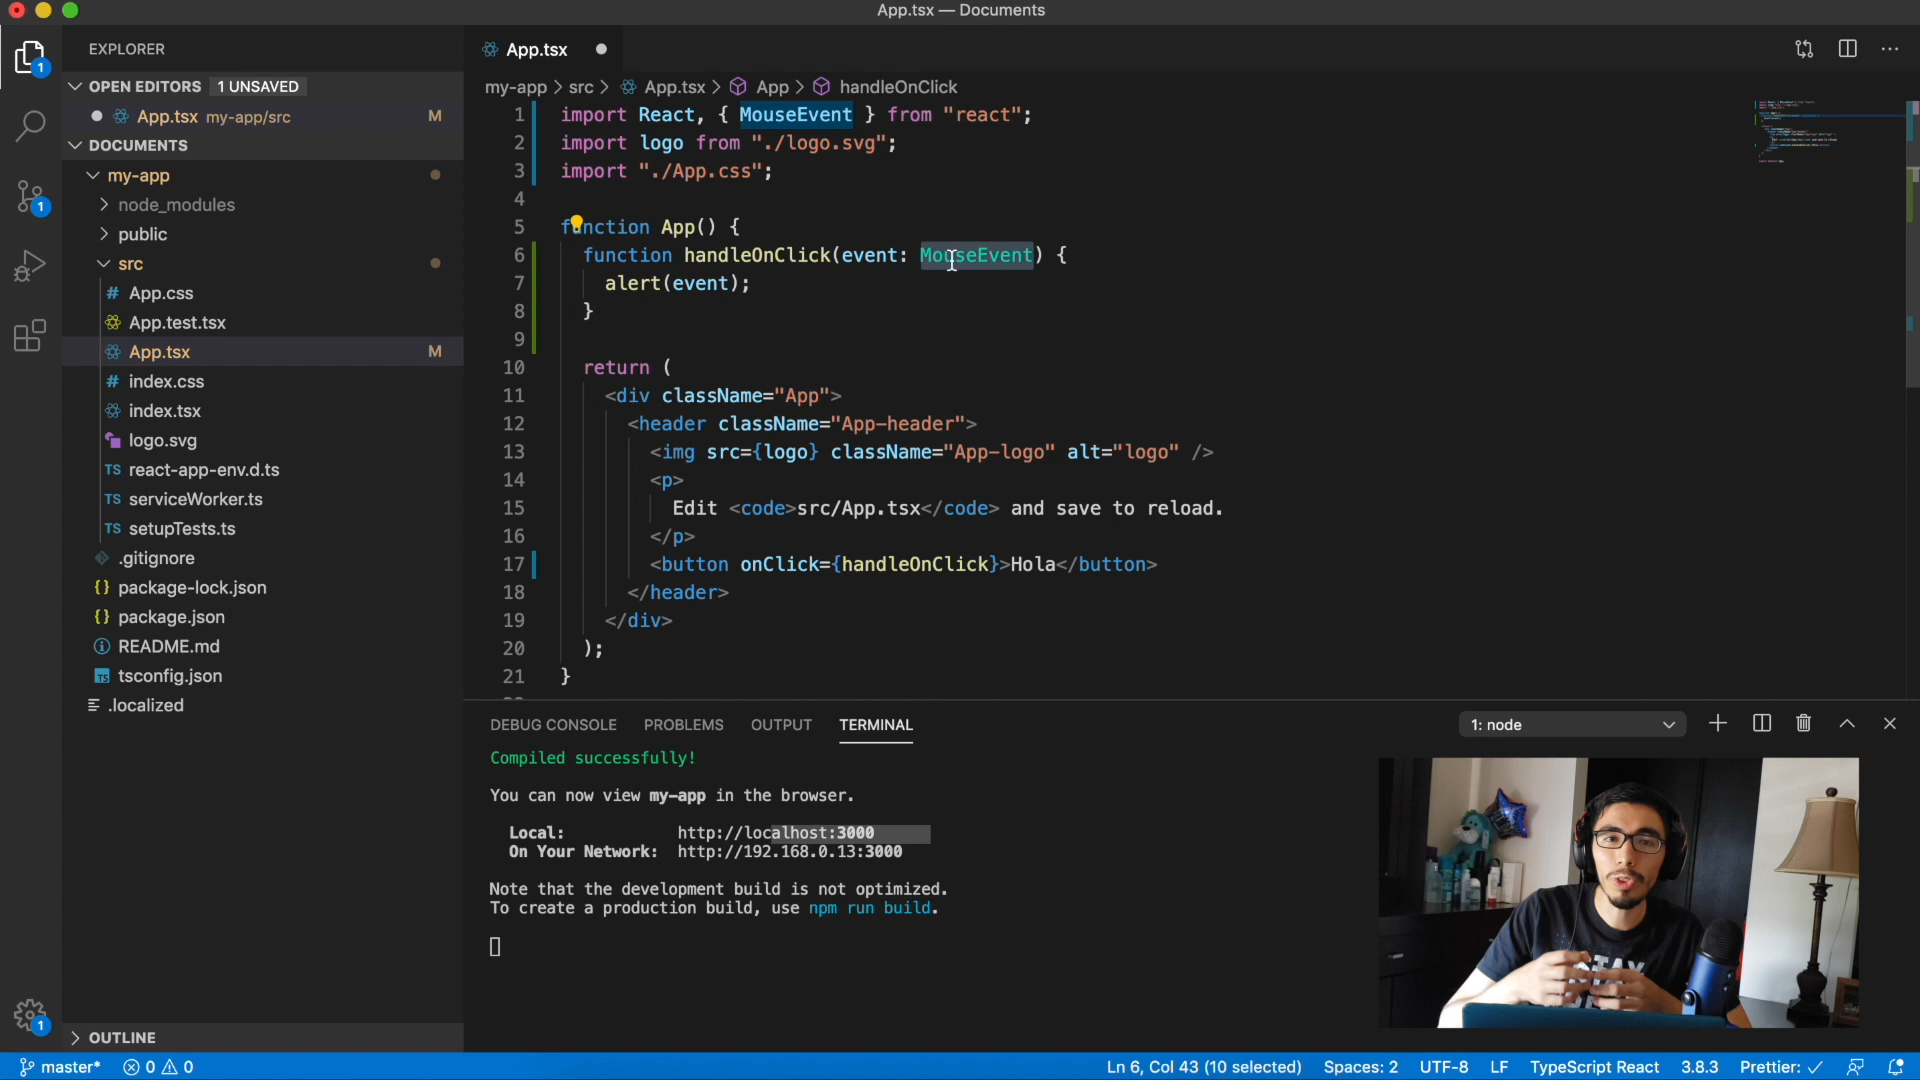 App.tsx — Documents
EXPLORER
OPEN EDITORS 1 UNSAVED
App.tsx my-app/src M
DOCUMENTS
my-app
node_modules
public
src
App.css
App.test.tsx
App.tsx M
index.css
index.tsx
logo.svg
TS react-app-env.d.ts
TS serviceWorker.ts
TS setupTests.ts
.gitignore
package-lock.json
package.json
README.md
tsconfig.json
.localized
OUTLINE
1
1
1
App.tsx
my-app > src > App.tsx > App > handleOnClick
1 import React, { MouseEvent } from "react";
2 import logo from "./logo.svg";
3 import "./App.css";
4
5 function App() {
6 function handleOnClick(event: MouseEvent) {
7 alert(event);
8 }
9
10 return (
11 <div className="App">
12 <header className="App-header">
13 <img src={logo} className="App-logo" alt="logo" />
14 <p>
15 Edit <code>src/App.tsx</code> and save to reload.
16 </p>
17 <button onClick={handleOnClick}>Hola</button>
18 </header>
19 </div>
20 );
21 }
DEBUG CONSOLE PROBLEMS OUTPUT TERMINAL
1: node
Compiled successfully!
You can now view my-app in the browser.
Local: http://localhost:3000
On Your Network: http://192.168.0.13:3000
Note that the development build is not optimized.
To create a production build, use npm run build.
master* 0 0
Ln 6, Col 43 (10 selected) Spaces: 2 UTF-8 LF TypeScript React 3.8.3 Prettier: ✓